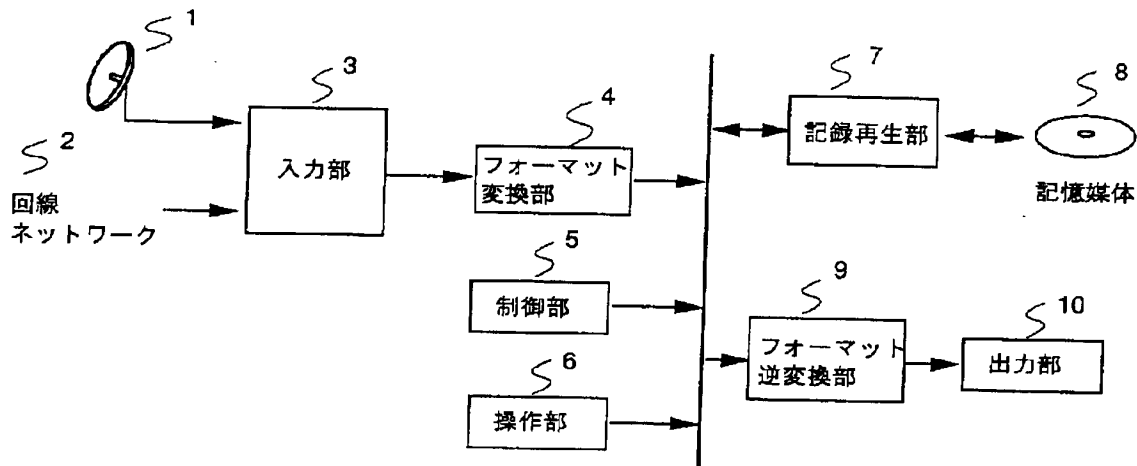 1
2
回線
ネットワーク
3
入力部
4
フォーマット
変換部
5
制御部
6
操作部
7
記録再生部
8
記憶媒体
9
フォーマット
逆変換部
10
出力部